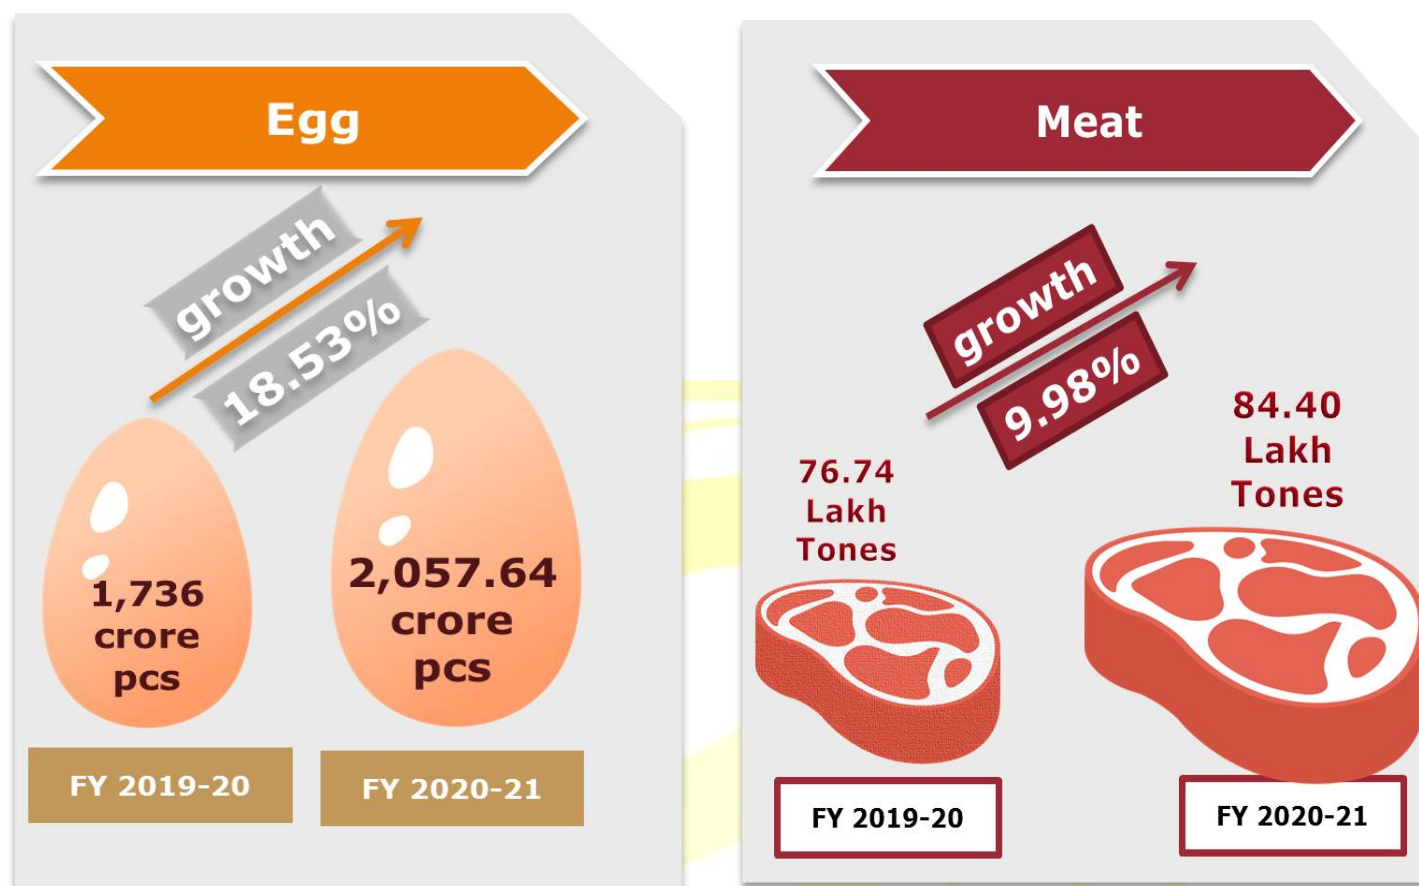 Egg
growth
18.53%
1,736
crore
pcs
2,057.64
crore
pcs
FY 2019-20
FY 2020-21
Meat
growth
9.98%
76.74
Lakh
Tones
84.40
Lakh
Tones
FY 2019-20
FY 2020-21